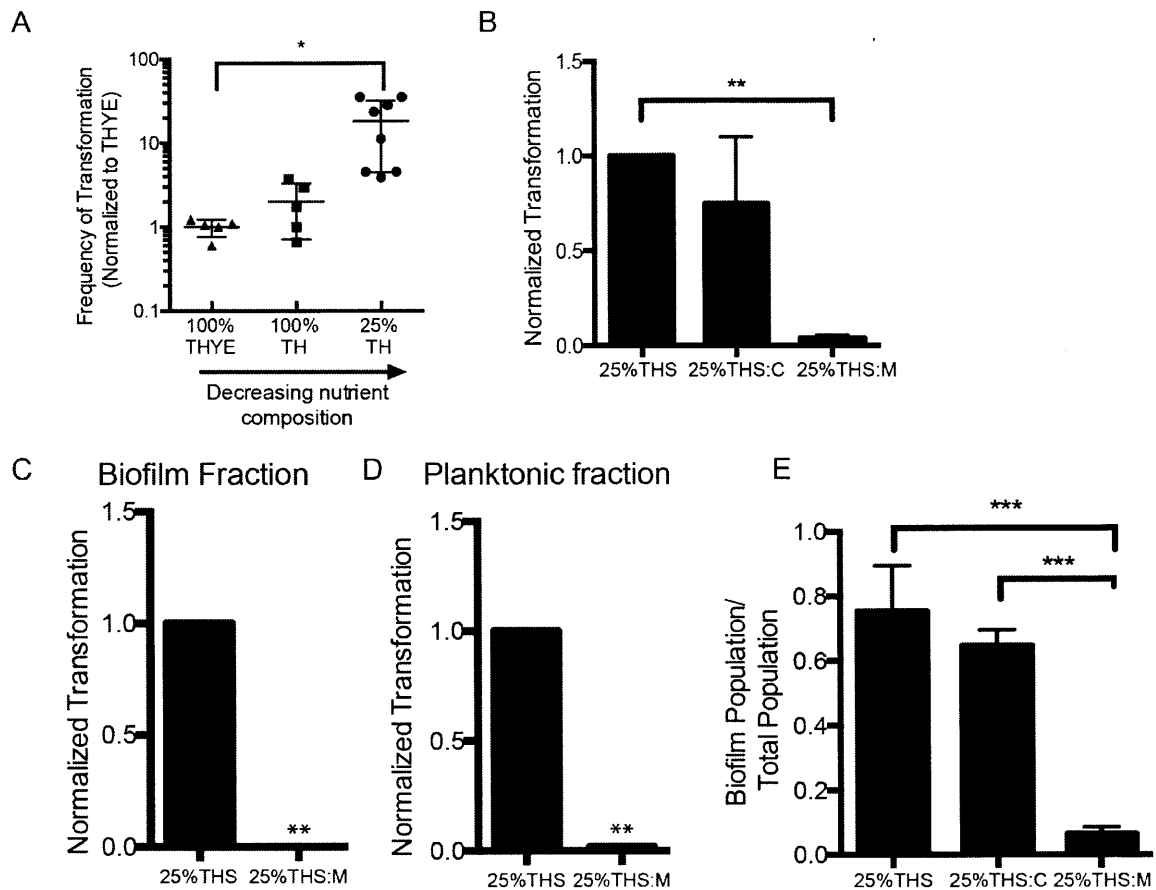 A
Frequency of Transformation
(Normalized to THYE)
100
10
1
0.1
*
100%
THYE
100%
TH
25%
TH
Decreasing nutrient
composition
B
Normalized Transformation
1.5
1.0
0.5
0.0
**
25%THS
25%THS:C
25%THS:M
C
Biofilm Fraction
Normalized Transformation
1.5
1.0
0.5
0.0
**
25%THS
25%THS:M
D
Planktonic fraction
Normalized Transformation
1.5
1.0
0.5
0.0
**
25%THS
25%THS:M
E
Biofilm Population/
Total Population
1.0
0.8
0.6
0.4
0.2
0.0
***
***
25%THS
25%THS:C
25%THS:M